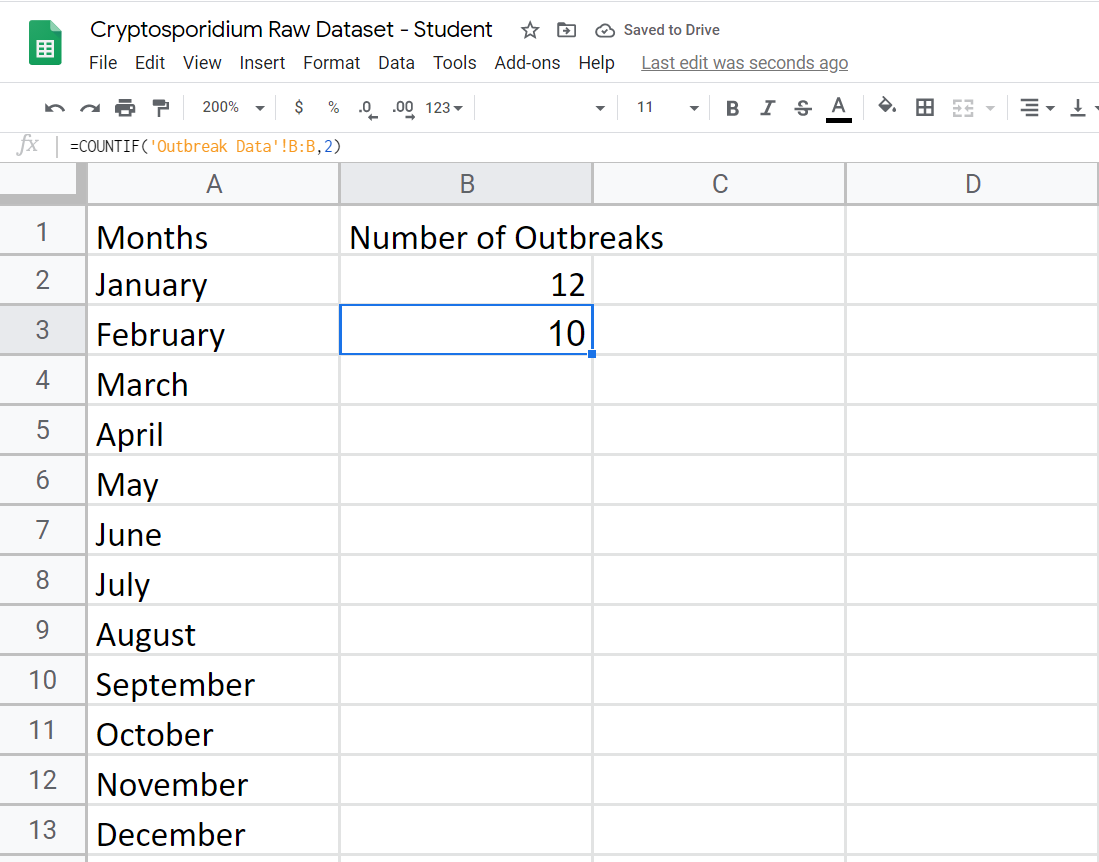 Cryptosporidium Raw Dataset - Student Saved to Drive
File Edit View Insert Format Data Tools Add-ons Help Last edit was seconds ago
200% $ % .0 .00 123 11 B I S A
fx =COUNTIF('Outbreak Data'!B:B,2)
A B C D
1 Months Number of Outbreaks
2 January 12
3 February 10
4 March
5 April
6 May
7 June
8 July
9 August
10 September
11 October
12 November
13 December